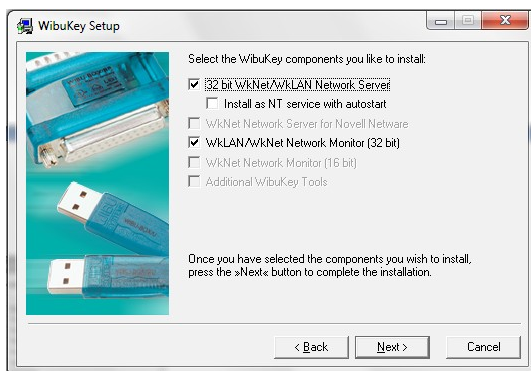 WibuKey Setup
Select the WibuKey components you like to install:
32 bit WkNet/WkLAN Network Server
Install as NT service with autostart
WkNet Network Server for Novell Netware
WkLAN/WkNet Network Monitor (32 bit)
WkNet Network Monitor (16 bit)
Additional WibuKey Tools
Once you have selected the components you wish to install,
press the »Next« button to complete the installation.
< Back Next > Cancel